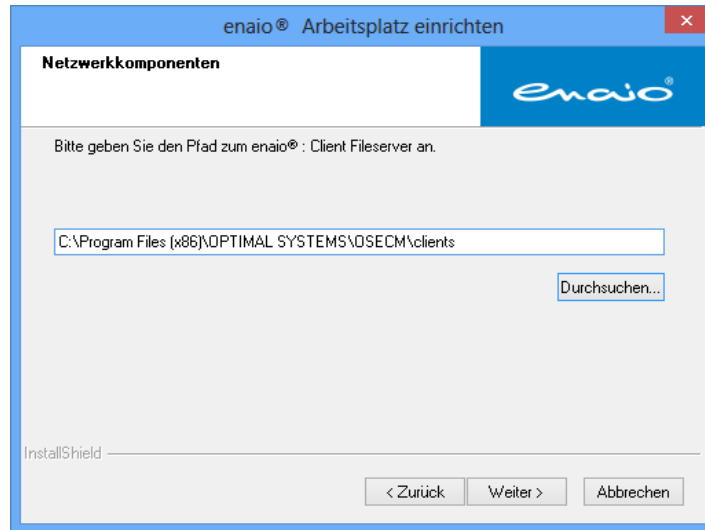 enaio® Arbeitsplatz einrichten
Netzwerkkomponenten
enaio®
Bitte geben Sie den Pfad zum enaio® : Client Fileserver an.
C:\Program Files (x86)\OPTIMAL SYSTEMS\OSECM\clients
Durchsuchen...
InstallShield
< Zurück Weiter > Abbrechen